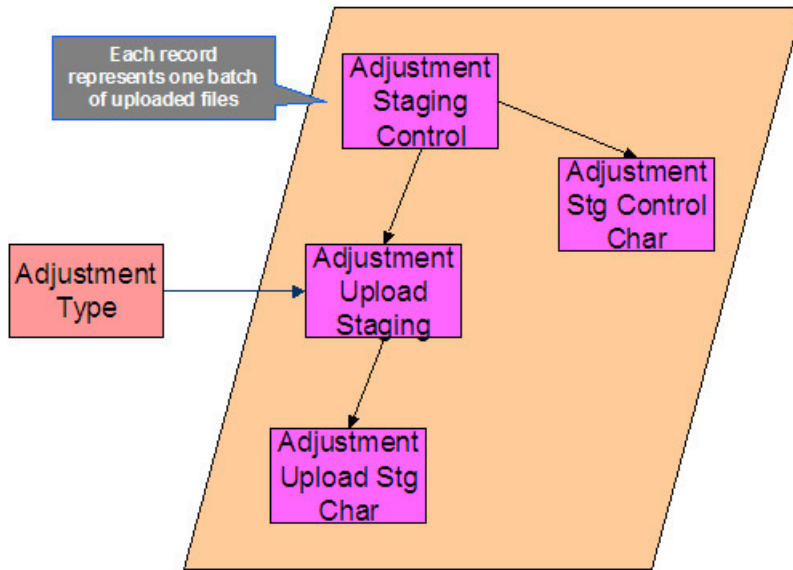 Each record
represents one batch
of uploaded files
Adjustment
Staging
Control
Adjustment
Stg Control
Char
Adjustment
Type
Adjustment
Upload
Staging
Adjustment
Upload Stg
Char